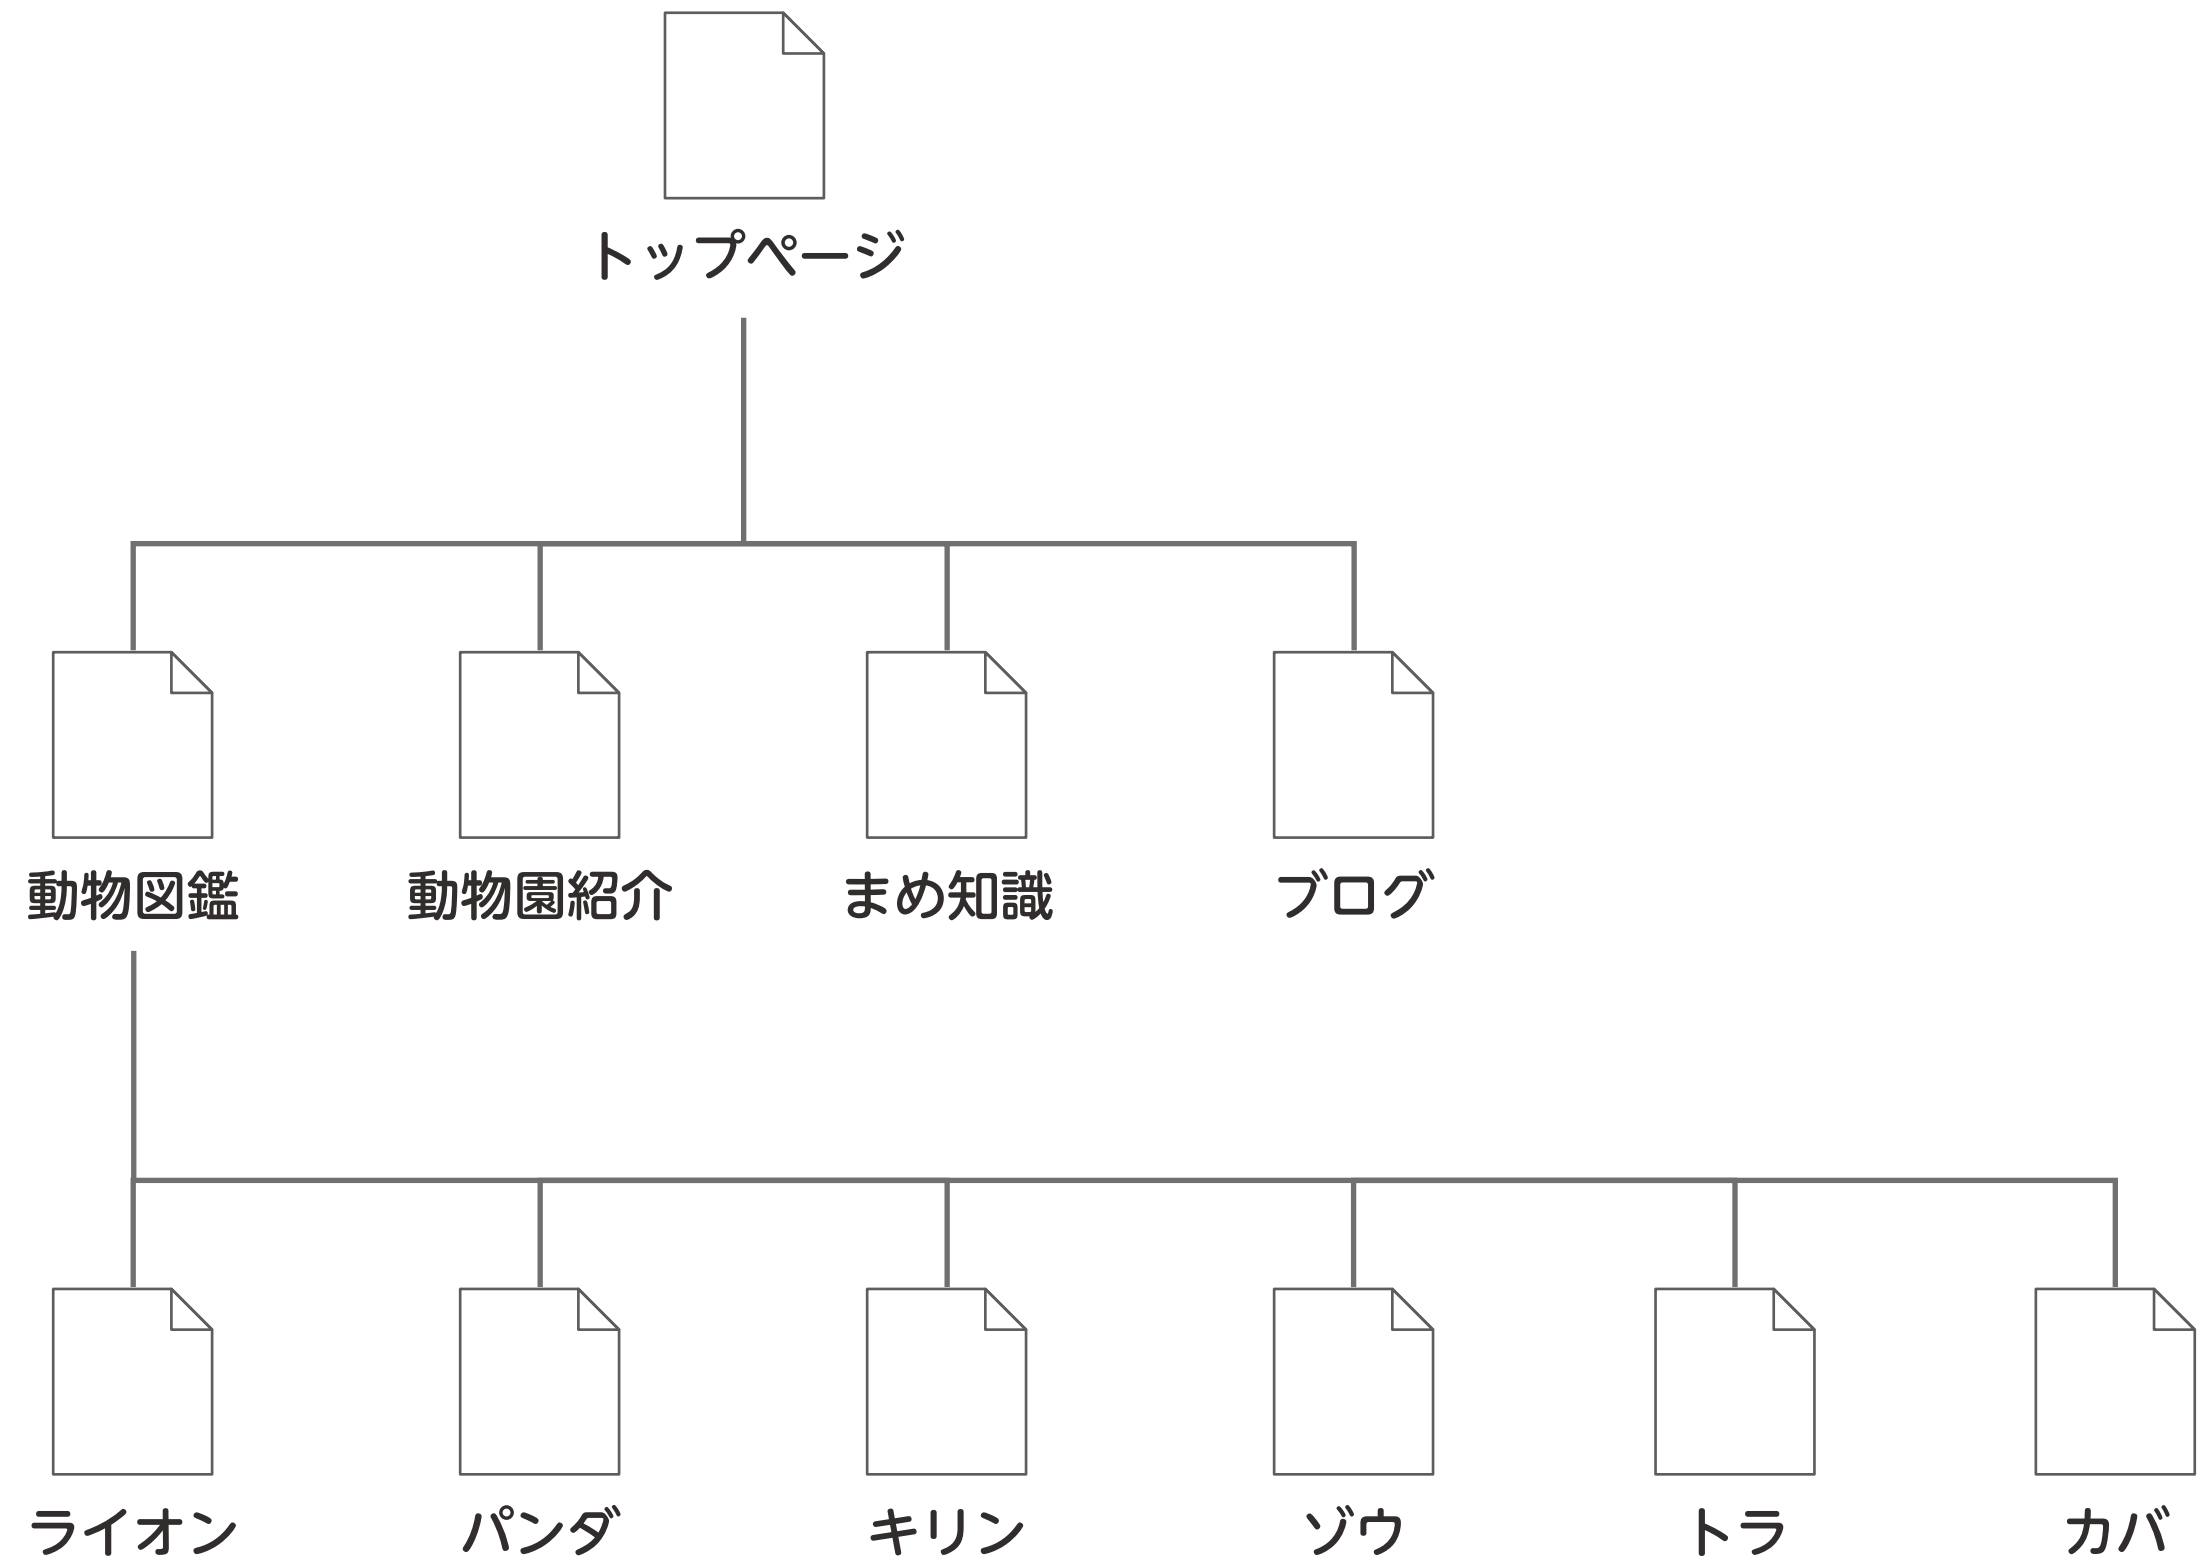 トップページ
動物図鑑
動物園紹介
まめ知識
ブログ
ライオン
パンダ
キリン
ゾウ
トラ
カバ